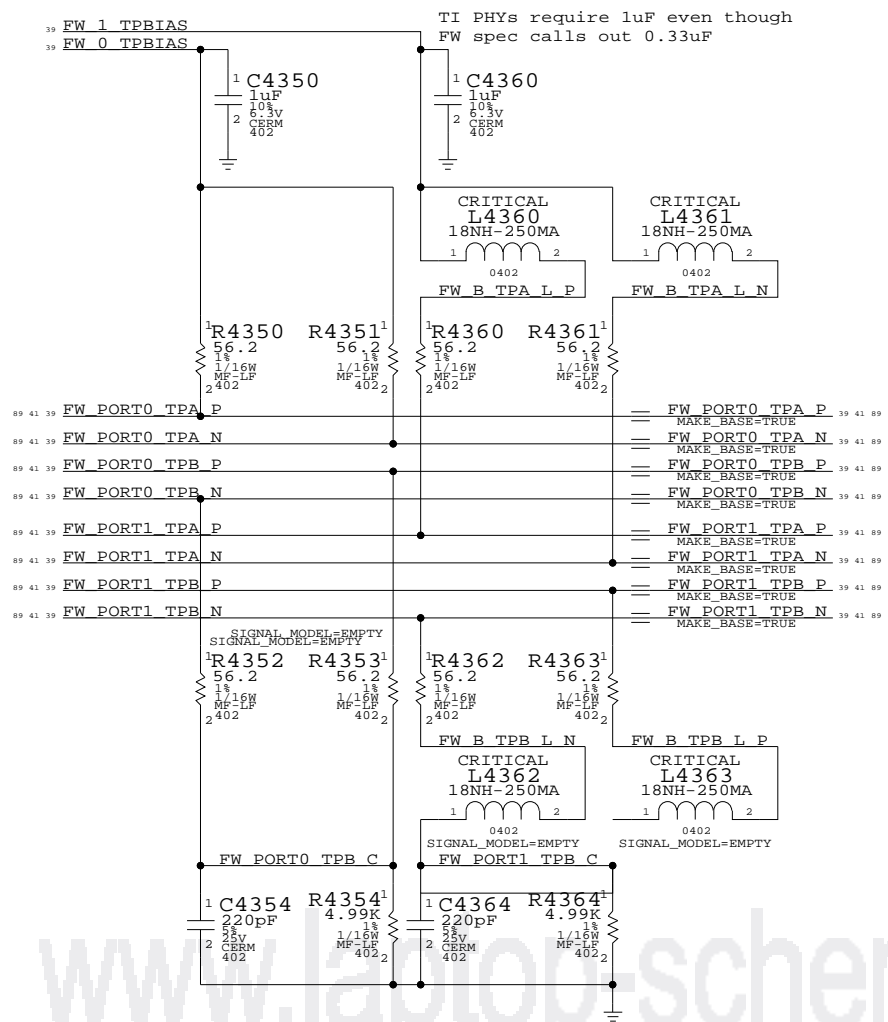 TI PHYs require 1uF even though
FW spec calls out 0.33uF
39 FW_1_TPBIAS
39 FW_0_TPBIAS
1 C4350
1uF
10%
6.3V
2 CERM
402
1 C4360
1uF
10%
6.3V
2 CERM
402
CRITICAL
L4360
18NH-250MA
1 2
0402
FW_B_TPA_L_P
CRITICAL
L4361
18NH-250MA
1 2
0402
FW_B_TPA_L_N
1 R4350
56.2
1%
1/16W
MF-LF
2 402
R4351 1
56.2
1%
1/16W
MF-LF
402 2
1 R4360
56.2
1%
1/16W
MF-LF
2 402
R4361 1
56.2
1%
1/16W
MF-LF
402 2
89 41 39 FW_PORT0_TPA_P FW_PORT0_TPA_P 39 41 89
MAKE_BASE=TRUE
89 41 39 FW_PORT0_TPA_N FW_PORT0_TPA_N 39 41 89
MAKE_BASE=TRUE
89 41 39 FW_PORT0_TPB_P FW_PORT0_TPB_P 39 41 89
MAKE_BASE=TRUE
89 41 39 FW_PORT0_TPB_N FW_PORT0_TPB_N 39 41 89
MAKE_BASE=TRUE
89 41 39 FW_PORT1_TPA_P FW_PORT1_TPA_P 39 41 89
MAKE_BASE=TRUE
89 41 39 FW_PORT1_TPA_N FW_PORT1_TPA_N 39 41 89
MAKE_BASE=TRUE
89 41 39 FW_PORT1_TPB_P FW_PORT1_TPB_P 39 41 89
MAKE_BASE=TRUE
89 41 39 FW_PORT1_TPB_N FW_PORT1_TPB_N 39 41 89
MAKE_BASE=TRUE
SIGNAL_MODEL=EMPTY
SIGNAL_MODEL=EMPTY
1 R4352
56.2
1%
1/16W
MF-LF
2 402
R4353 1
56.2
1%
1/16W
MF-LF
402 2
1 R4362
56.2
1%
1/16W
MF-LF
2 402
R4363 1
56.2
1%
1/16W
MF-LF
402 2
FW_B_TPB_L_N
CRITICAL
L4362
18NH-250MA
1 2
0402
SIGNAL_MODEL=EMPTY
FW_B_TPB_L_P
CRITICAL
L4363
18NH-250MA
1 2
0402
SIGNAL_MODEL=EMPTY
FW_PORT0_TPB_C
FW_PORT1_TPB_C
1 C4354
220pF
5%
25V
2 CERM
402
R4354 1
4.99K
1%
1/16W
MF-LF
402 2
1 C4364
220pF
5%
25V
2 CERM
402
R4364 1
4.99K
1%
1/16W
MF-LF
402 2
www.laptop-schem